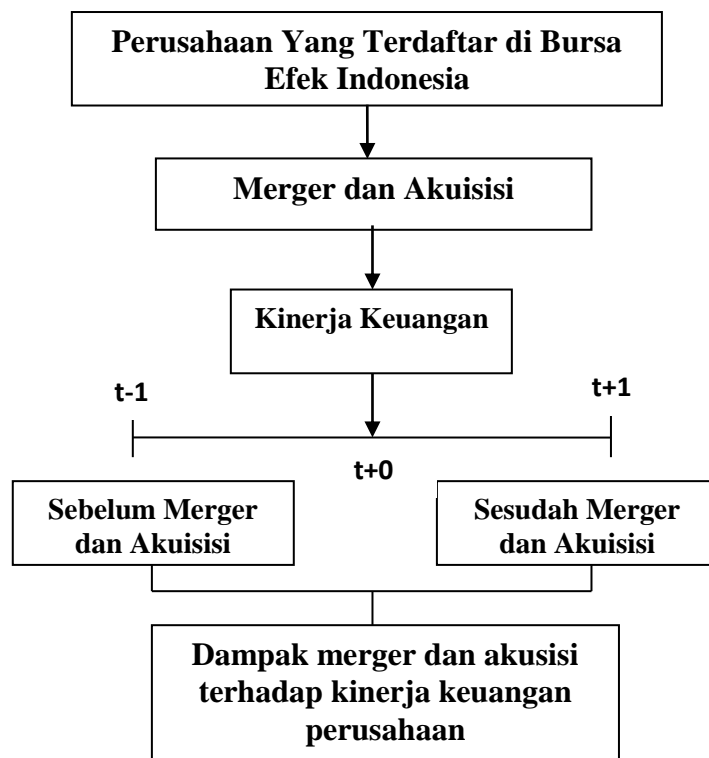 Perusahaan Yang Terdaftar di Bursa
Efek Indonesia
Merger dan Akuisisi
Kinerja Keuangan
t-1
t+1
t+0
Sebelum Merger
dan Akuisisi
Sesudah Merger
dan Akuisisi
Dampak merger dan akusisi
terhadap kinerja keuangan
perusahaan